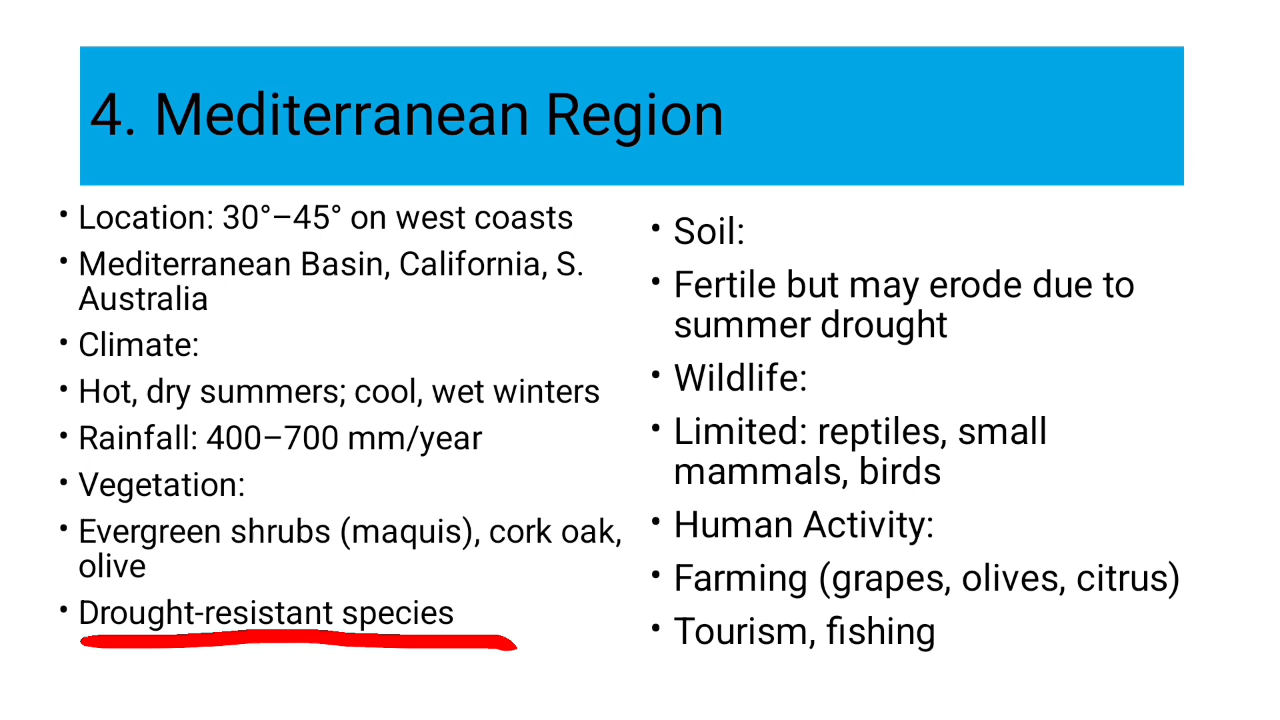 4. Mediterranean Region
• Location: 30°–45° on west coasts
• Mediterranean Basin, California, S.
Australia
• Climate:
• Hot, dry summers; cool, wet winters
• Rainfall: 400–700 mm/year
• Vegetation:
• Evergreen shrubs (maquis), cork oak,
olive
• Drought-resistant species
• Soil:
• Fertile but may erode due to
summer drought
• Wildlife:
• Limited: reptiles, small
mammals, birds
• Human Activity:
• Farming (grapes, olives, citrus)
• Tourism, fishing